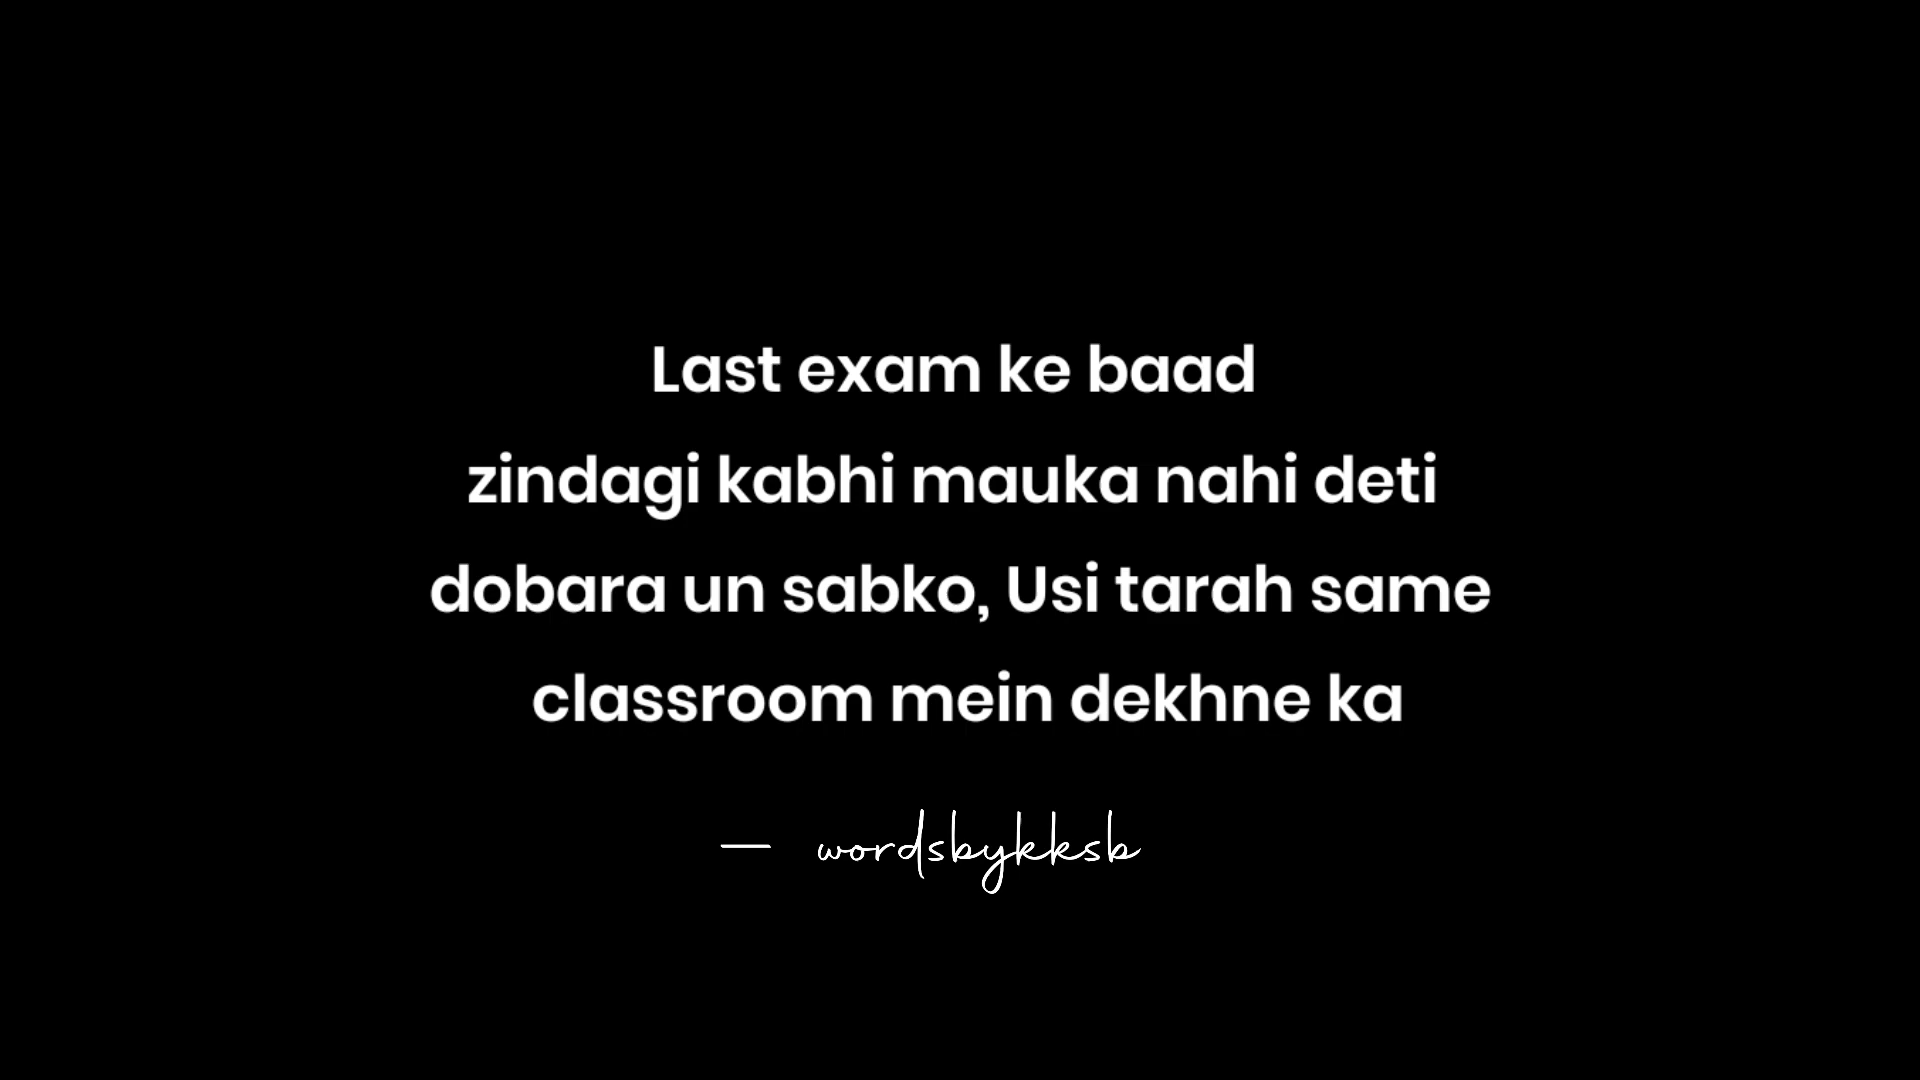 Last exam ke baad
zindagi kabhi mauka nahi deti
dobara un sabko, Usi tarah same
classroom mein dekhne ka
— wordsbykksb